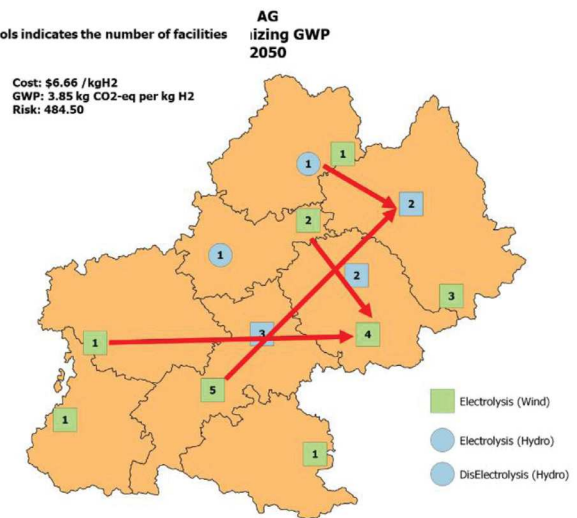 AG
ols indicates the number of facilities
izing GWP
2050
Cost: $6.66 /kgH2
GWP: 3.85 kg CO2-eq per kg H2
Risk: 484.50
1
1
2
2
1
2
3
3
4
1
5
1
1
Electrolysis (Wind)
Electrolysis (Hydro)
DisElectrolysis (Hydro)